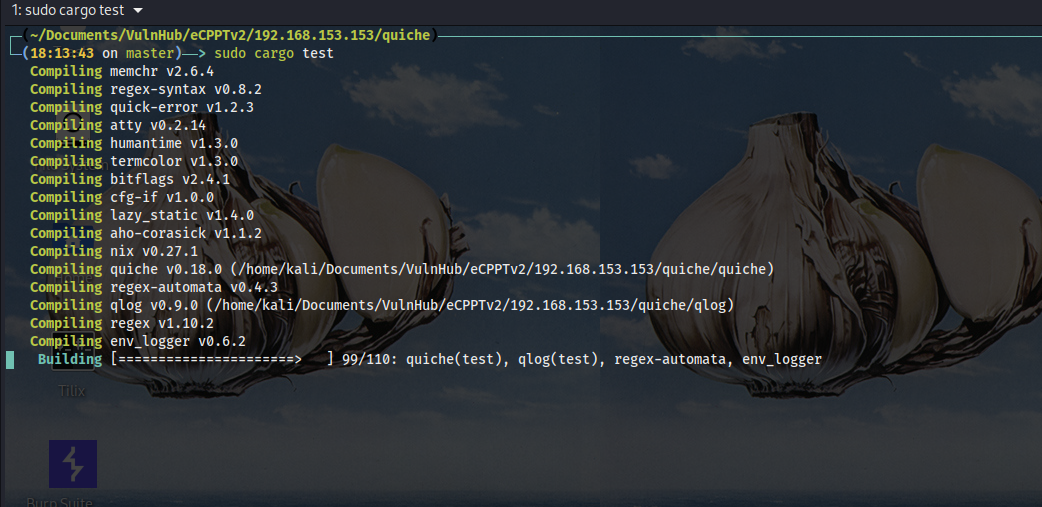 1: sudo cargo test
(~/Documents/VulnHub/eCPPTv2/192.168.153.153/quiche)
(18:13:43 on master)——> sudo cargo test
Compiling memchr v2.6.4
Compiling regex-syntax v0.8.2
Compiling quick-error v1.2.3
Compiling atty v0.2.14
Compiling humantime v1.3.0
Compiling termcolor v1.3.0
Compiling bitflags v2.4.1
Compiling cfg-if v1.0.0
Compiling lazy_static v1.4.0
Compiling aho-corasick v1.1.2
Compiling nix v0.27.1
Compiling quiche v0.18.0 (/home/kali/Documents/VulnHub/eCPPTv2/192.168.153.153/quiche/quiche)
Compiling regex-automata v0.4.3
Compiling qlog v0.9.0 (/home/kali/Documents/VulnHub/eCPPTv2/192.168.153.153/quiche/qlog)
Compiling regex v1.10.2
Compiling env_logger v0.6.2
Building [======================>   ] 99/110: quiche(test), qlog(test), regex-automata, env_logger
Tilix
Burp Suite